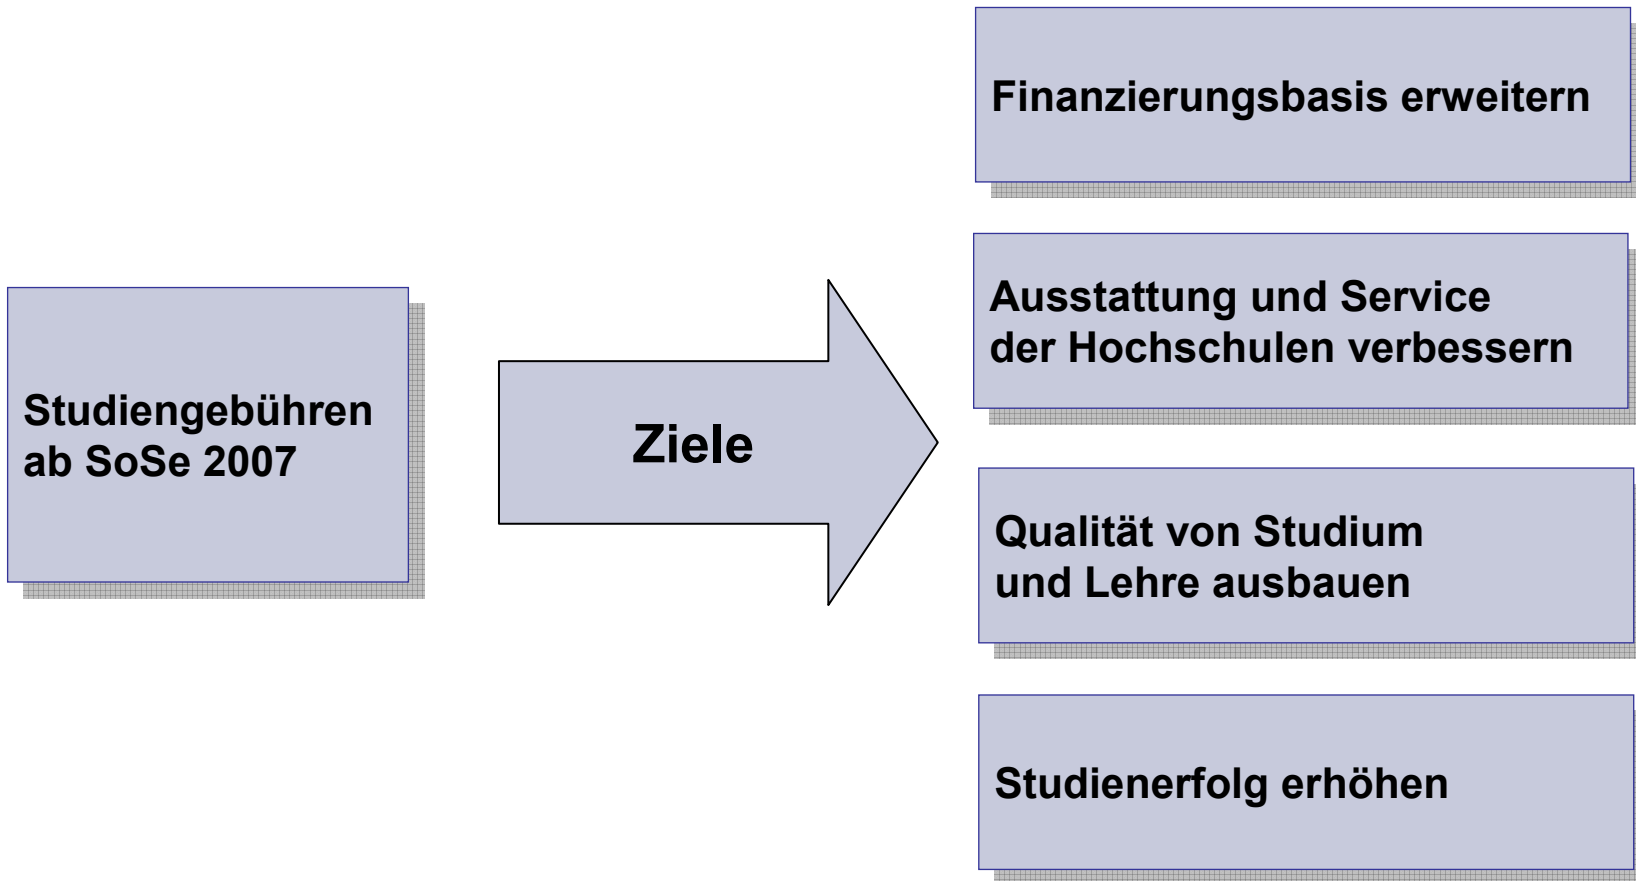 Studiengebühren
ab SoSe 2007
Ziele
Finanzierungsbasis erweitern
Ausstattung und Service
der Hochschulen verbessern
Qualität von Studium
und Lehre ausbauen
Studienerfolg erhöhen